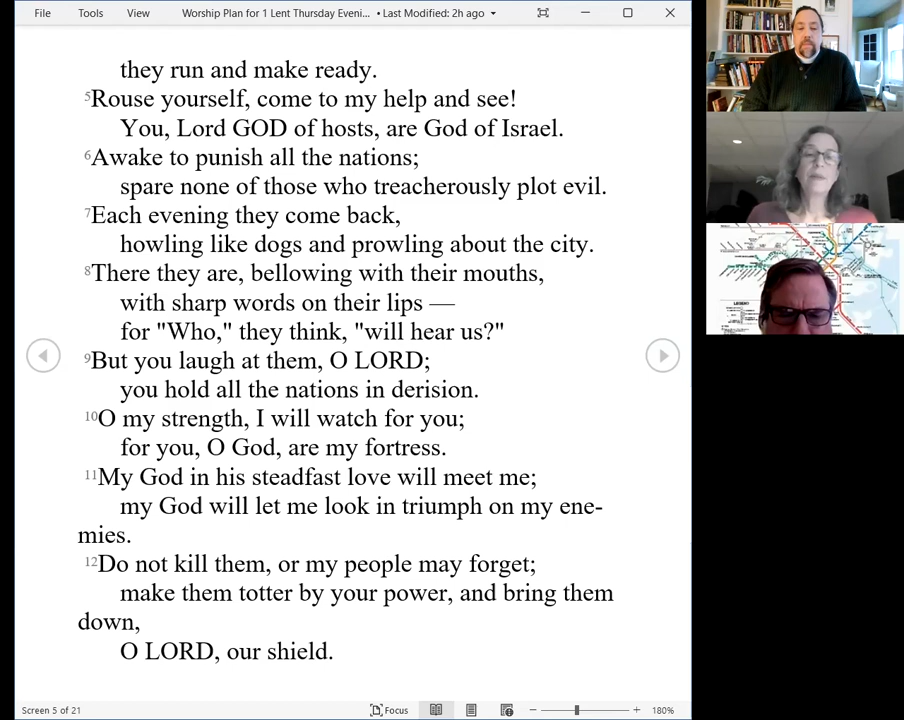 File Tools View Worship Plan for 1 Lent Thursday Eveni... • Last Modified: 2h ago
they run and make ready.
5Rouse yourself, come to my help and see!
You, Lord GOD of hosts, are God of Israel.
6Awake to punish all the nations;
spare none of those who treacherously plot evil.
7Each evening they come back,
howling like dogs and prowling about the city.
8There they are, bellowing with their mouths,
with sharp words on their lips —
for "Who," they think, "will hear us?"
9But you laugh at them, O LORD;
you hold all the nations in derision.
10O my strength, I will watch for you;
for you, O God, are my fortress.
11My God in his steadfast love will meet me;
my God will let me look in triumph on my ene-
mies.
12Do not kill them, or my people may forget;
make them totter by your power, and bring them
down,
O LORD, our shield.
Screen 5 of 21 Focus 180%
LEGEND